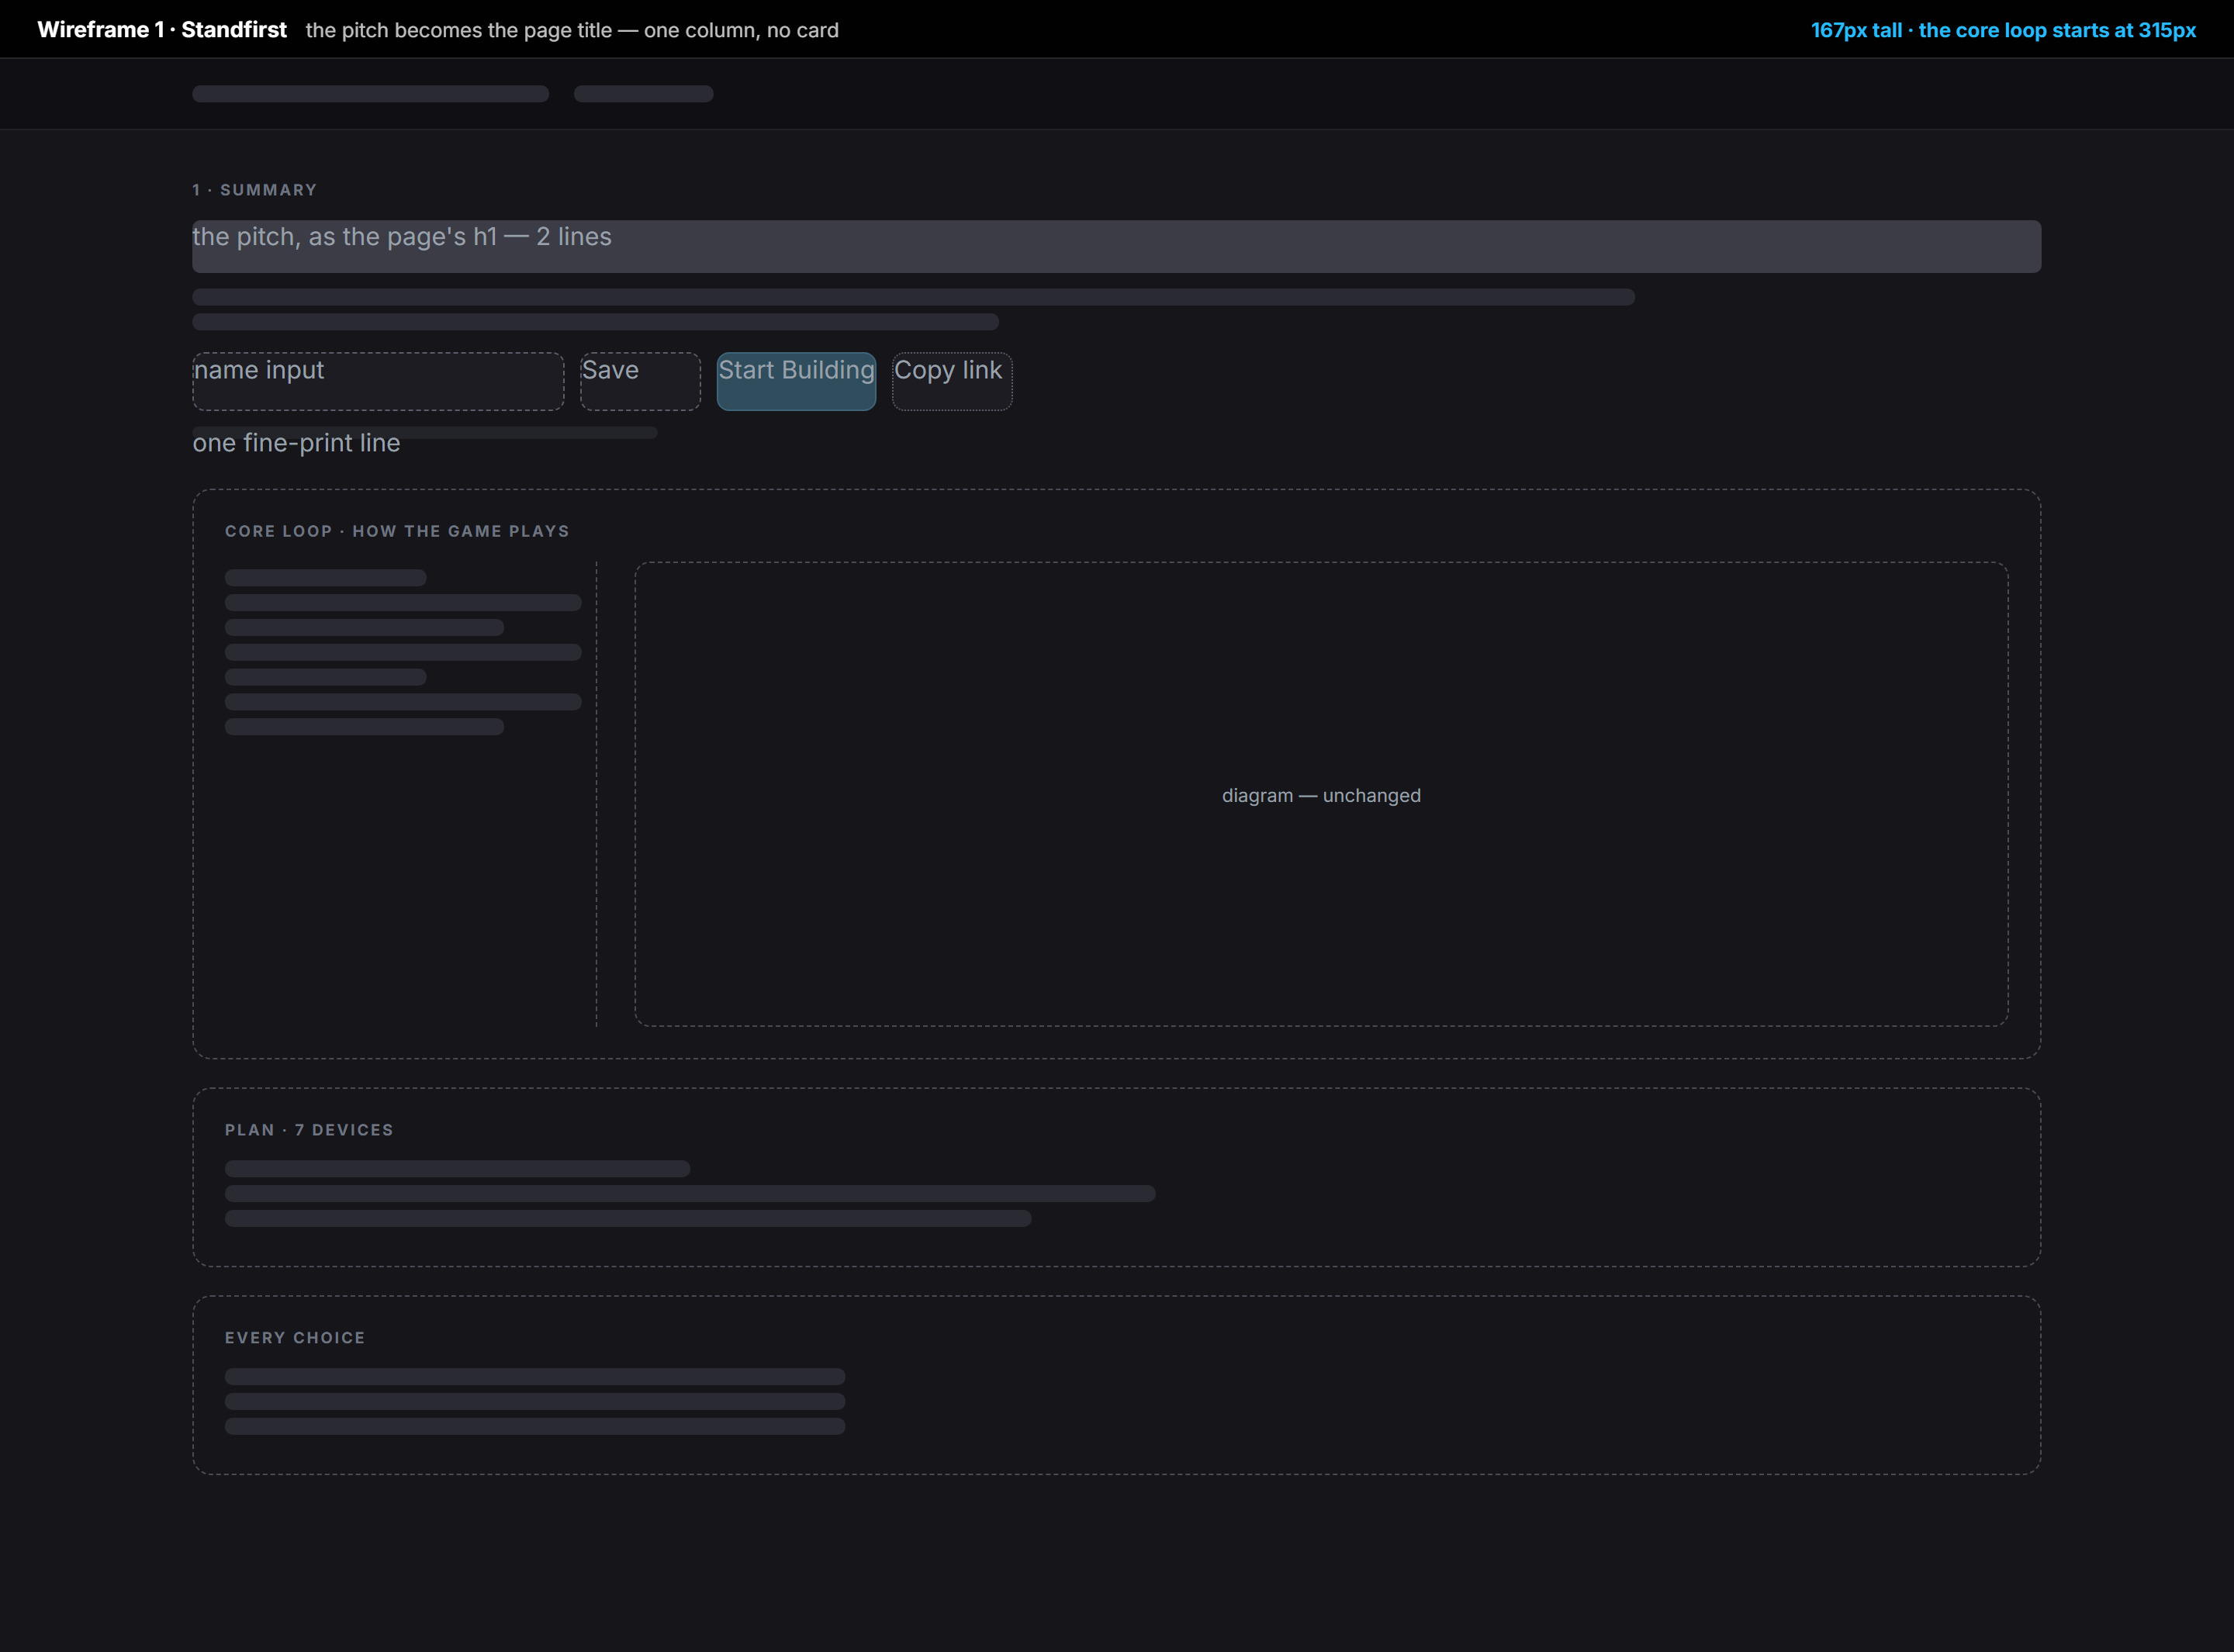 Wireframe 1 · Standfirst the pitch becomes the page title — one column, no card 167px tall · the core loop starts at 315px
1 · SUMMARY
the pitch, as the page's h1 — 2 lines
name input Save Start Building Copy link
one fine-print line
CORE LOOP · HOW THE GAME PLAYS
diagram — unchanged
PLAN · 7 DEVICES
EVERY CHOICE